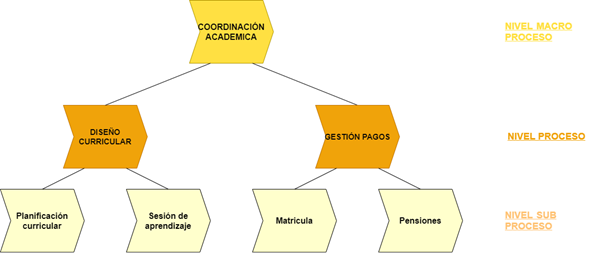 COORDINACIÓN
ACADEMICA
NIVEL MACRO
PROCESO
DISEÑO
CURRICULAR
GESTIÓN PAGOS
NIVEL PROCESO
Planificación
curricular
Sesión de
aprendizaje
Matrícula
Pensiones
NIVEL SUB
PROCESO